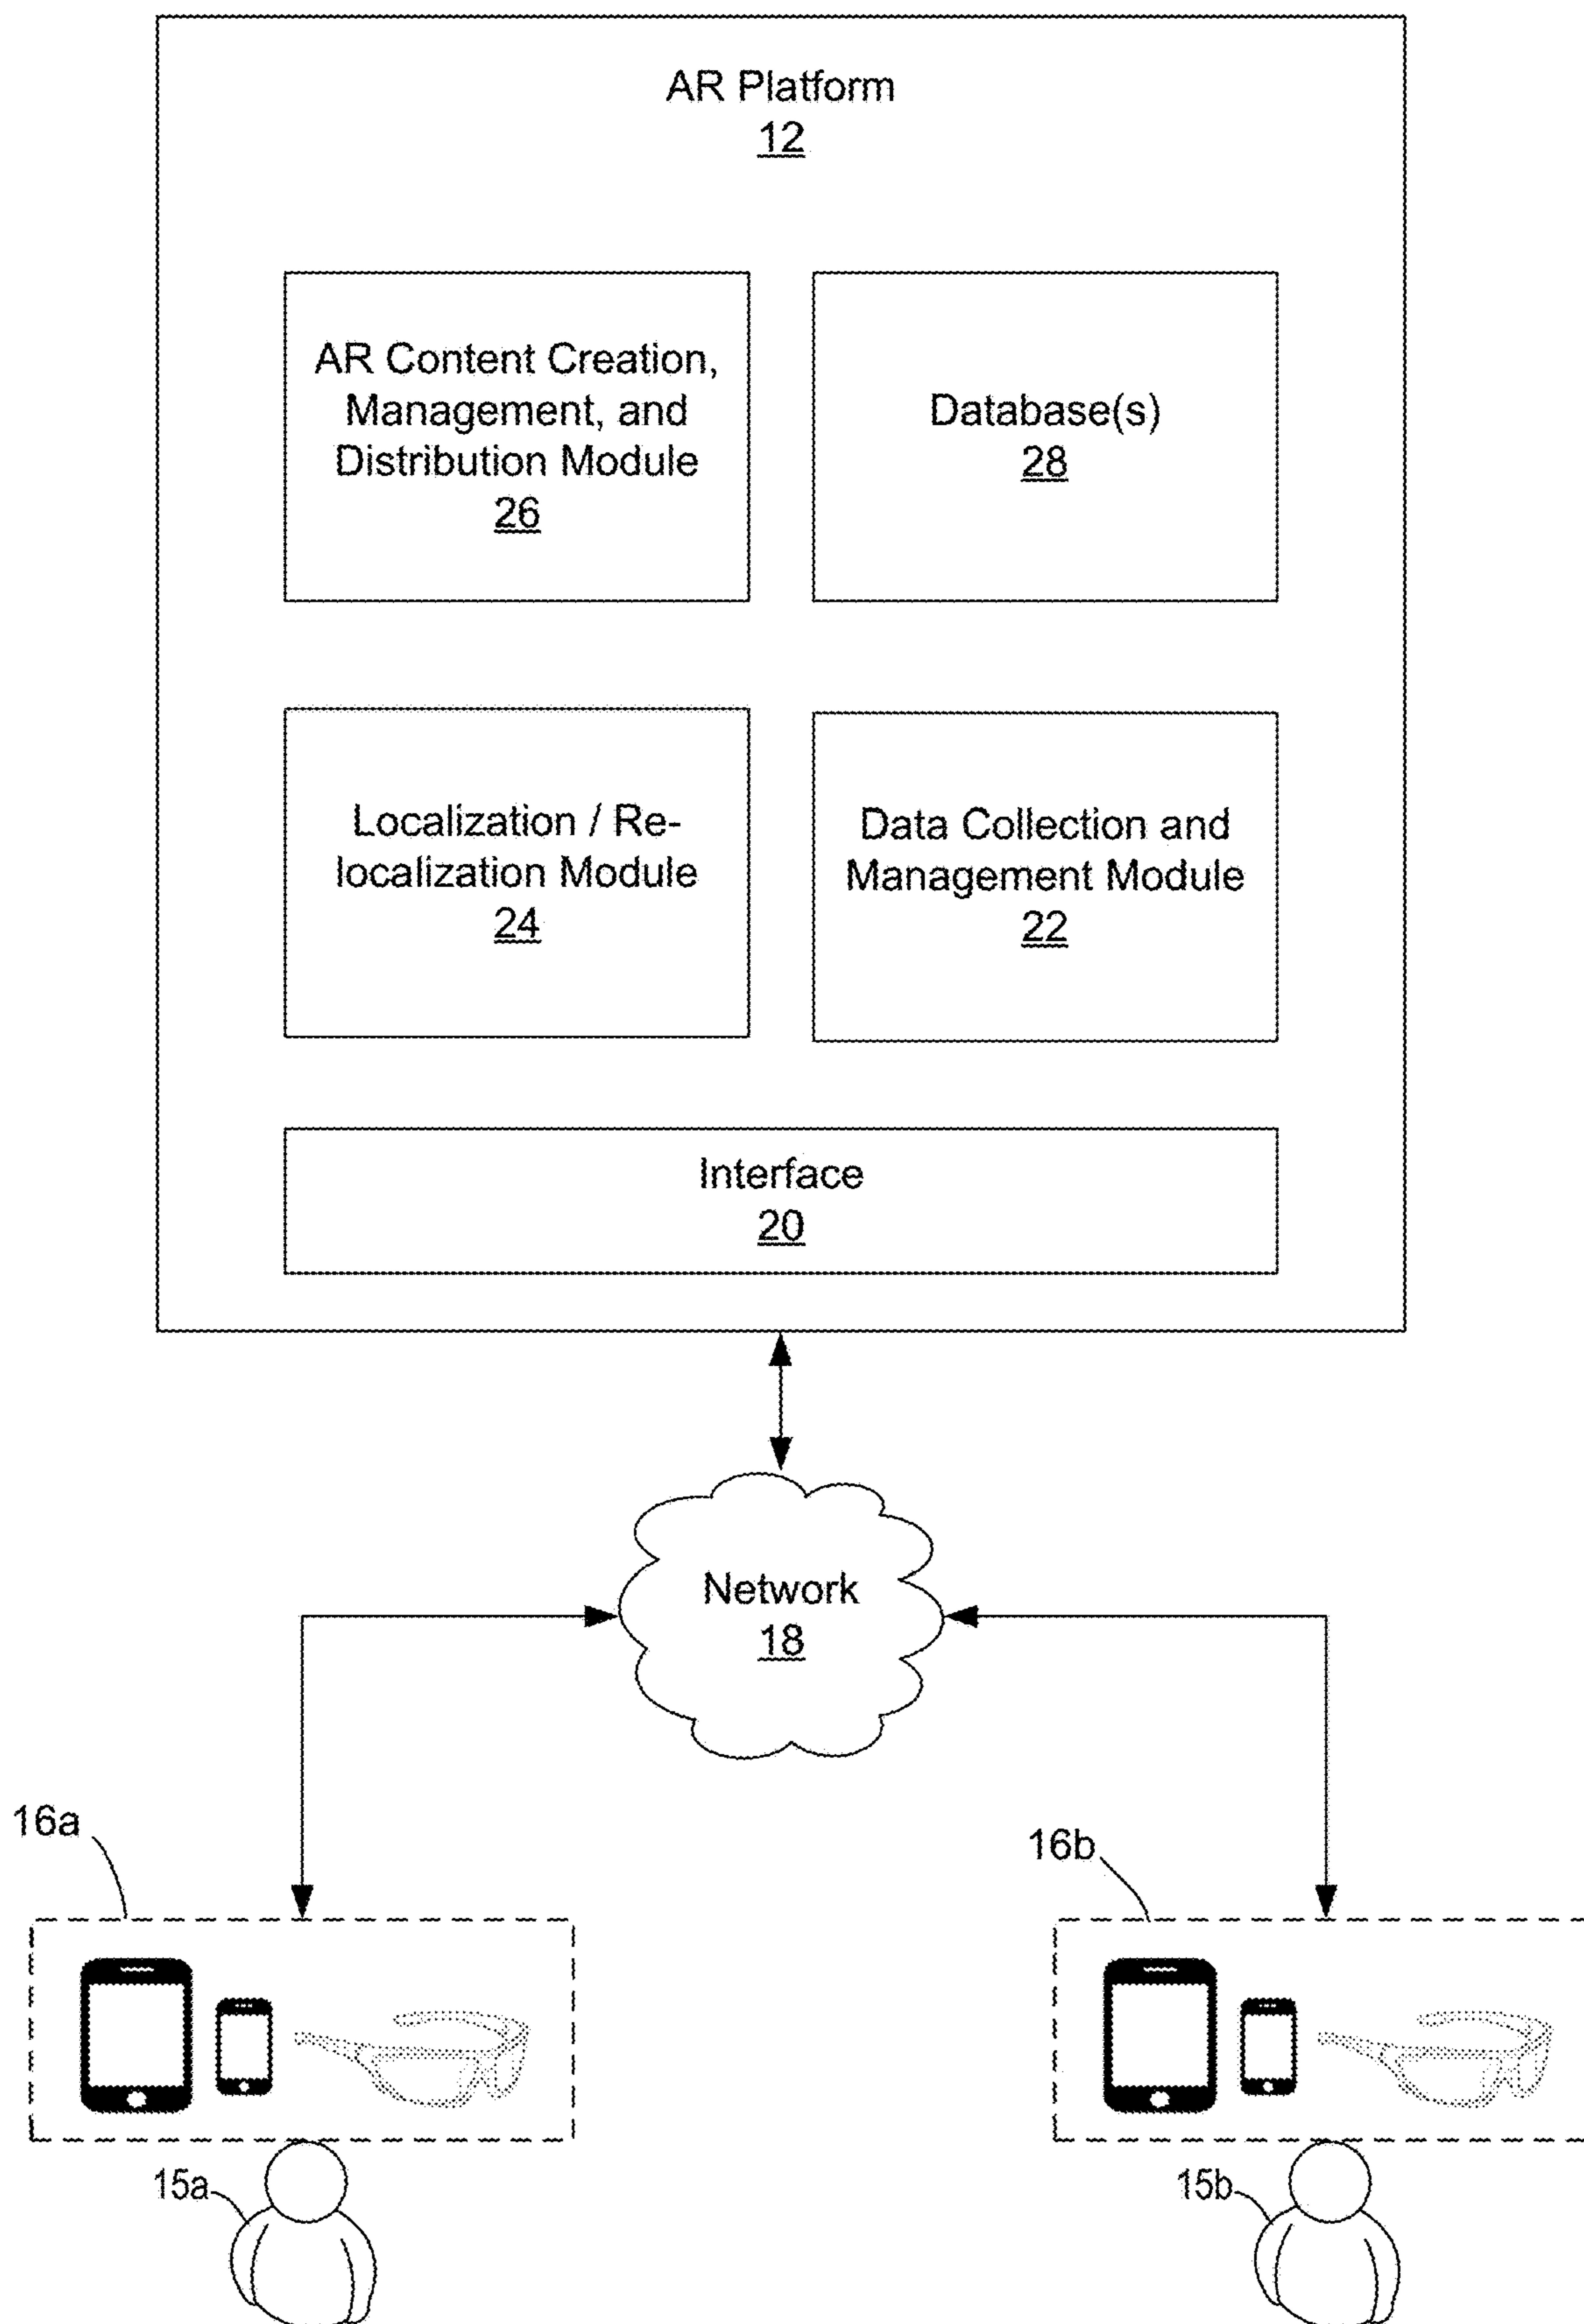 AR Platform
12
AR Content Creation,
Management, and
Distribution Module
26
Database(s)
28
Localization / Re-
localization Module
24
Data Collection and
Management Module
22
Interface
20
Network
18
16a
16b
15a
15b